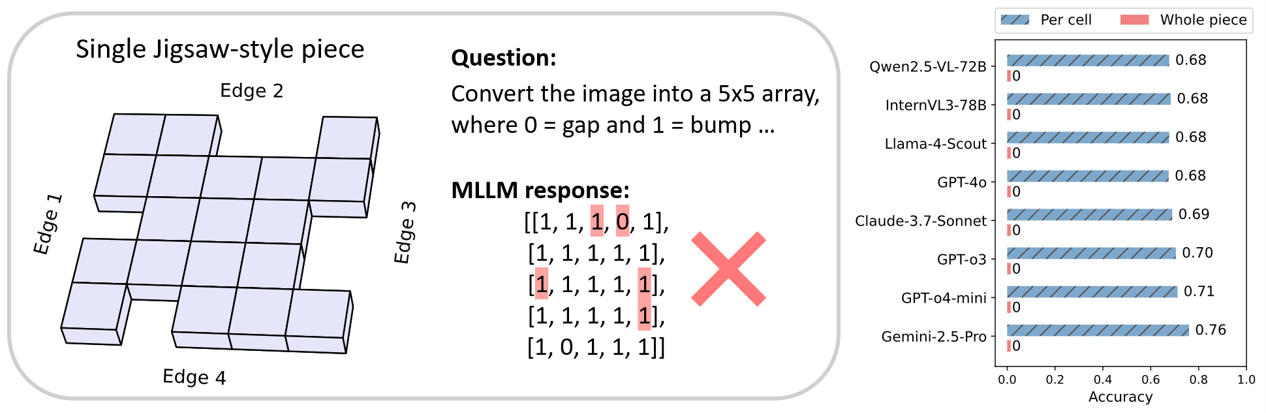 Single Jigsaw-style piece
Edge 2
Edge 1
Edge 3
Edge 4
Question:
Convert the image into a 5x5 array,
where 0 = gap and 1 = bump ...
MLLM response:
[[1, 1, 1, 0, 1],
[1, 1, 1, 1, 1],
[1, 1, 1, 1, 1],
[1, 1, 1, 1, 1],
[1, 0, 1, 1, 1]]
Per cell Whole piece
Qwen2.5-VL-72B 0.68
0
InternVL3-78B 0.68
0
Llama-4-Scout 0.68
0
GPT-4o 0.68
0
Claude-3.7-Sonnet 0.69
0
GPT-o3 0.70
0
GPT-o4-mini 0.71
0
Gemini-2.5-Pro 0.76
0
0.0 0.2 0.4 0.6 0.8 1.0
Accuracy